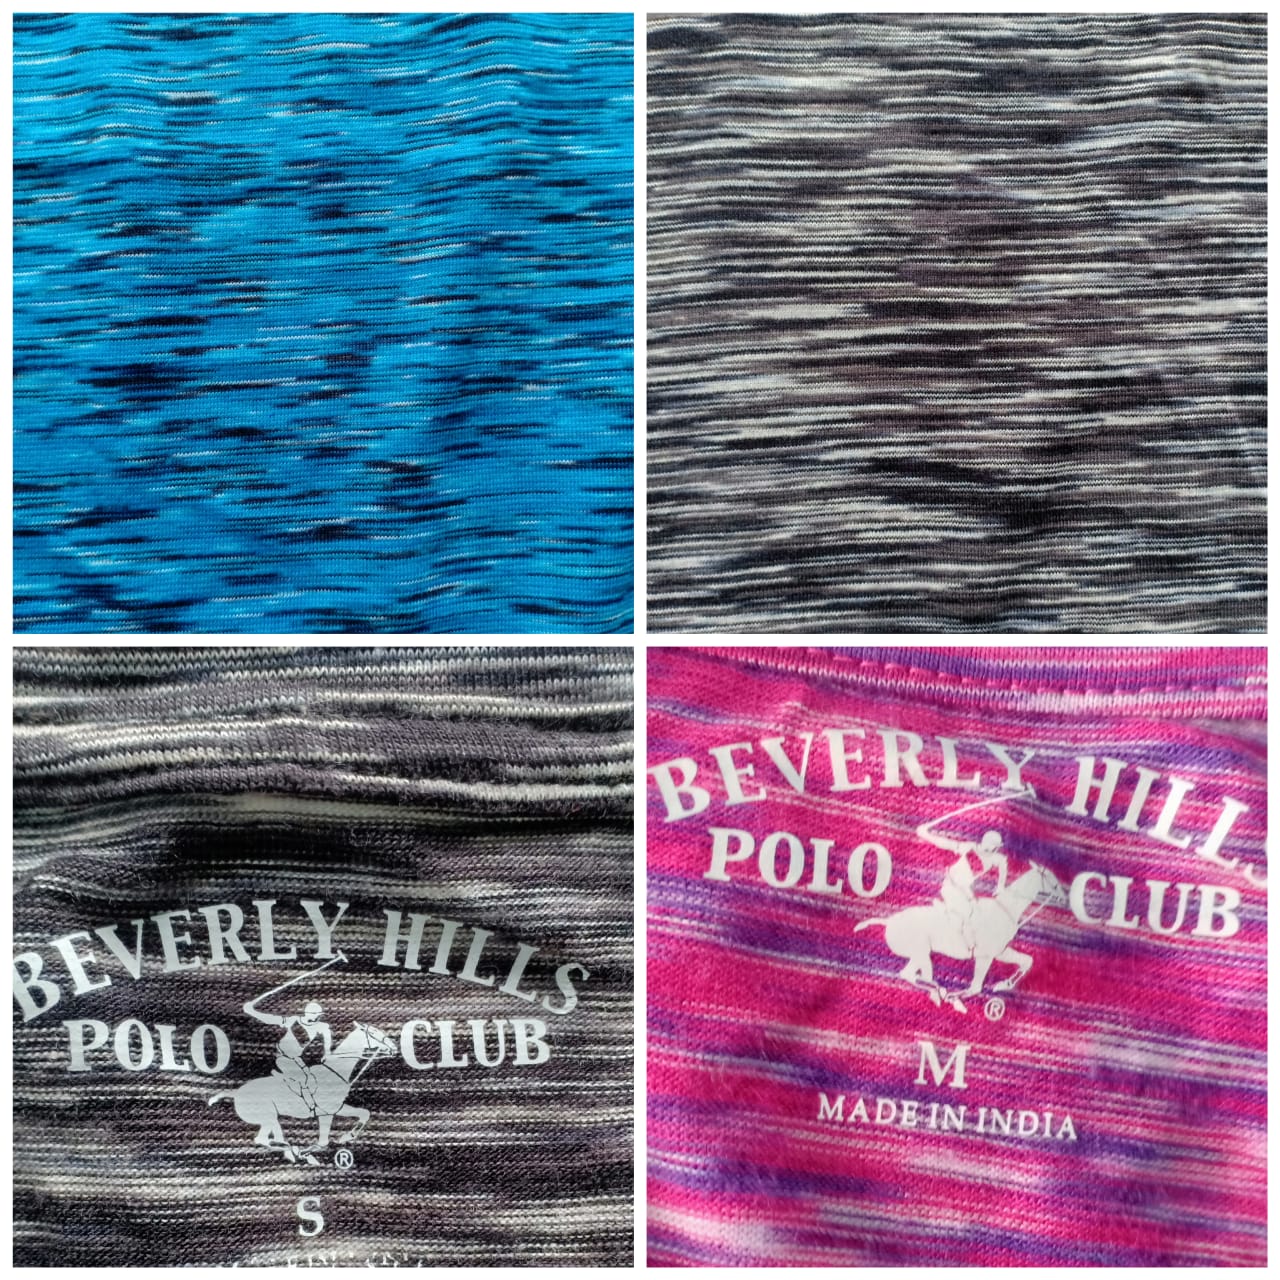 BEVERLY HILLS
POLO CLUB
®
S
BEVERLY HILLS
POLO CLUB
®
M
MADE IN INDIA